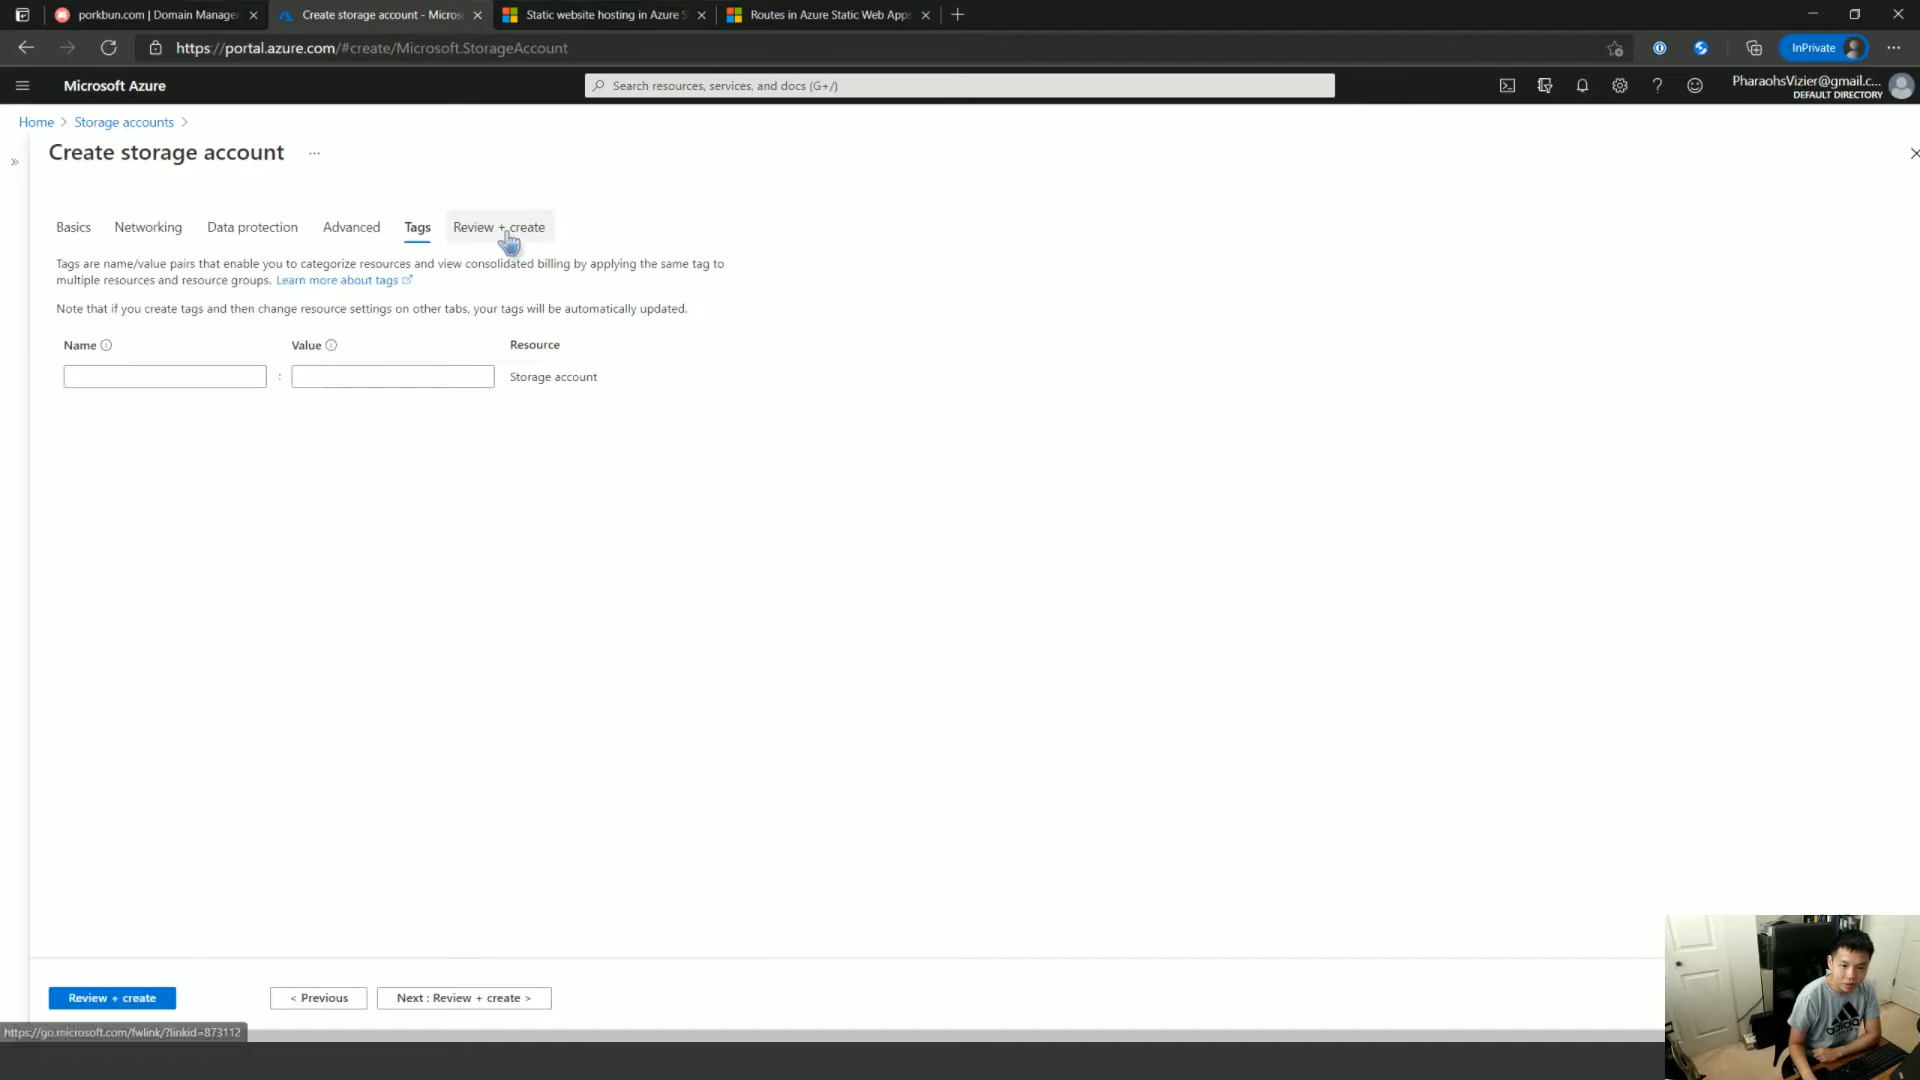 porkbun.com | Domain Manager
Create storage account - Micros
Static website hosting in Azure S
Routes in Azure Static Web Apps
https://portal.azure.com/#create/Microsoft.StorageAccount
InPrivate
Microsoft Azure
Search resources, services, and docs (G+/)
PharaohsVizier@gmail.c...
DEFAULT DIRECTORY
Home > Storage accounts >
Create storage account
...
Basics Networking Data protection Advanced Tags Review + create
Tags are name/value pairs that enable you to categorize resources and view consolidated billing by applying the same tag to
multiple resources and resource groups. Learn more about tags
Note that if you create tags and then change resource settings on other tabs, your tags will be automatically updated.
Name Value Resource
: Storage account
Review + create < Previous Next : Review + create >
https://go.microsoft.com/fwlink/?linkid=873112
adidas